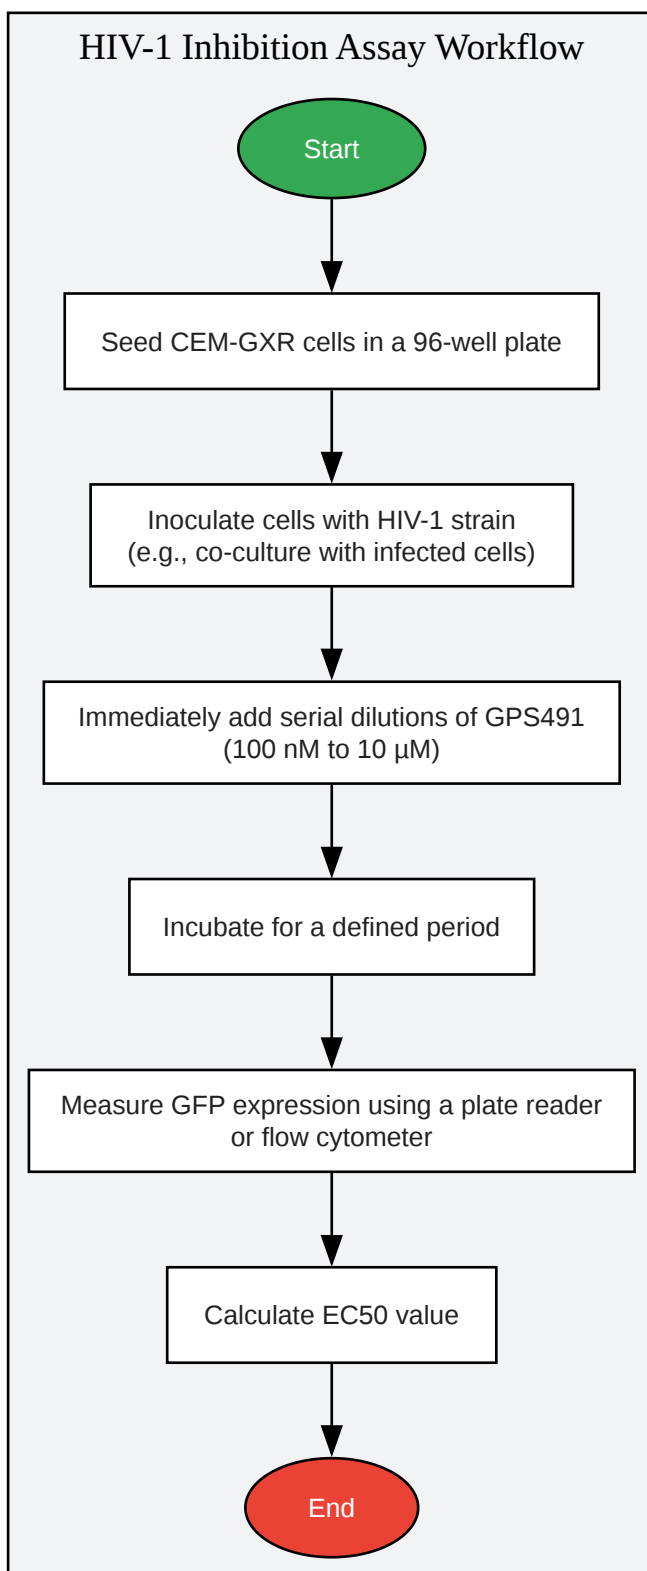 HIV-1 Inhibition Assay Workflow
Start
Seed CEM-GXR cells in a 96-well plate
Inoculate cells with HIV-1 strain
(e.g., co-culture with infected cells)
Immediately add serial dilutions of GPS491
(100 nM to 10 µM)
Incubate for a defined period
Measure GFP expression using a plate reader
or flow cytometer
Calculate EC50 value
End